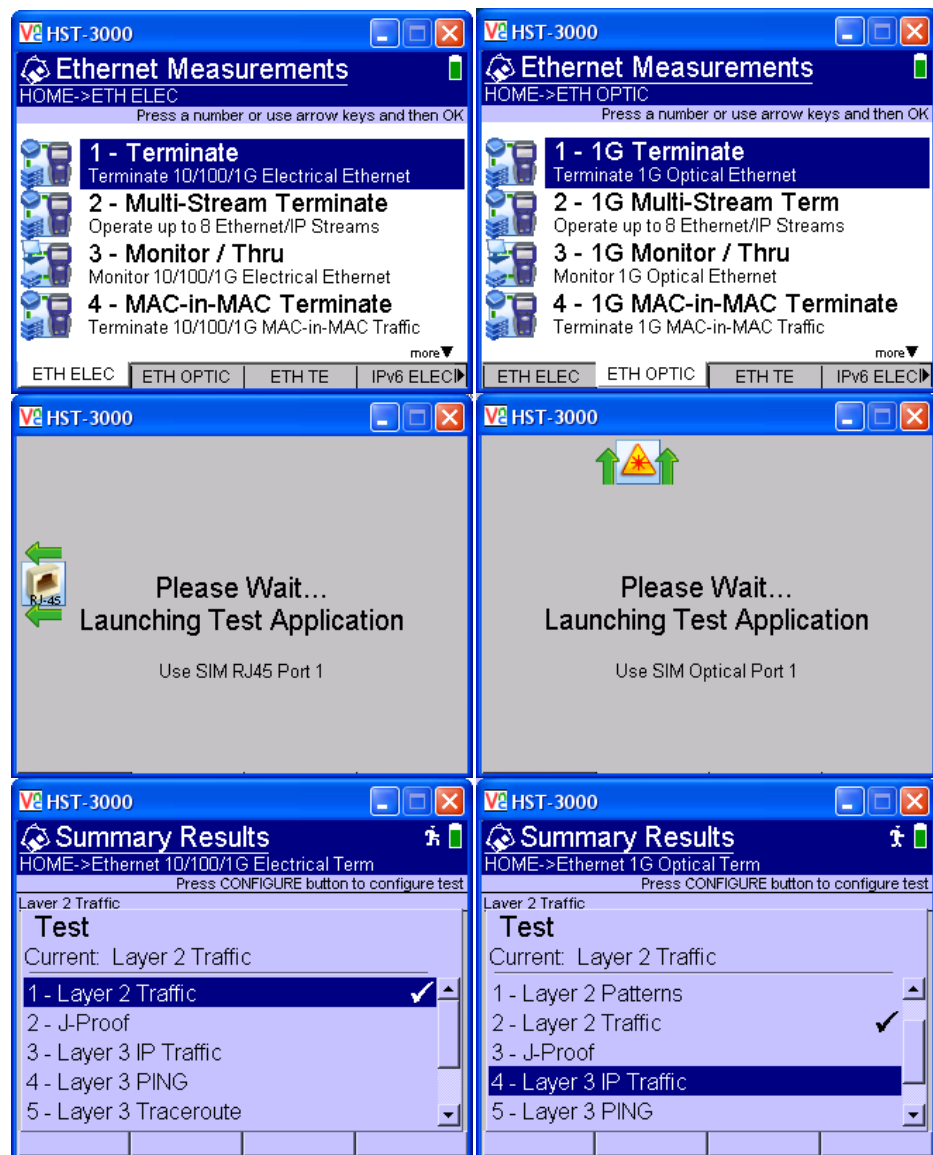 HST-3000
Ethernet Measurements
HOME->ETH ELEC
Press a number or use arrow keys and then OK
1 - Terminate
Terminate 10/100/1G Electrical Ethernet
2 - Multi-Stream Terminate
Operate up to 8 Ethernet/IP Streams
3 - Monitor / Thru
Monitor 10/100/1G Electrical Ethernet
4 - MAC-in-MAC Terminate
Terminate 10/100/1G MAC-in-MAC Traffic
more
ETH ELEC ETH OPTIC ETH TE IPv6 ELEC
HST-3000
Ethernet Measurements
HOME->ETH OPTIC
Press a number or use arrow keys and then OK
1 - 1G Terminate
Terminate 1G Optical Ethernet
2 - 1G Multi-Stream Term
Operate up to 8 Ethernet/IP Streams
3 - 1G Monitor / Thru
Monitor 1G Optical Ethernet
4 - 1G MAC-in-MAC Terminate
Terminate 1G MAC-in-MAC Traffic
more
ETH ELEC ETH OPTIC ETH TE IPv6 ELEC
HST-3000
RJ-45
Please Wait...
Launching Test Application
Use SIM RJ45 Port 1
HST-3000
Please Wait...
Launching Test Application
Use SIM Optical Port 1
HST-3000
Summary Results
HOME->Ethernet 10/100/1G Electrical Term
Press CONFIGURE button to configure test
Layer 2 Traffic
Test
Current: Layer 2 Traffic
1 - Layer 2 Traffic
2 - J-Proof
3 - Layer 3 IP Traffic
4 - Layer 3 PING
5 - Layer 3 Traceroute
HST-3000
Summary Results
HOME->Ethernet 1G Optical Term
Press CONFIGURE button to configure test
Layer 2 Traffic
Test
Current: Layer 2 Traffic
1 - Layer 2 Patterns
2 - Layer 2 Traffic
3 - J-Proof
4 - Layer 3 IP Traffic
5 - Layer 3 PING